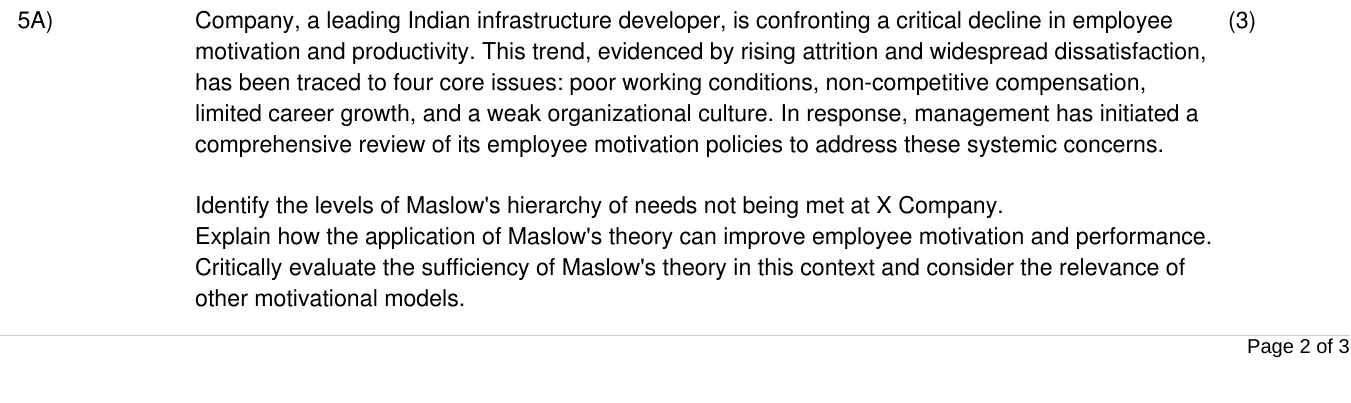 5A) Company, a leading Indian infrastructure developer, is confronting a critical decline in employee (3)
motivation and productivity. This trend, evidenced by rising attrition and widespread dissatisfaction,
has been traced to four core issues: poor working conditions, non-competitive compensation,
limited career growth, and a weak organizational culture. In response, management has initiated a
comprehensive review of its employee motivation policies to address these systemic concerns.
Identify the levels of Maslow's hierarchy of needs not being met at X Company.
Explain how the application of Maslow's theory can improve employee motivation and performance.
Critically evaluate the sufficiency of Maslow's theory in this context and consider the relevance of
other motivational models.
Page 2 of 3